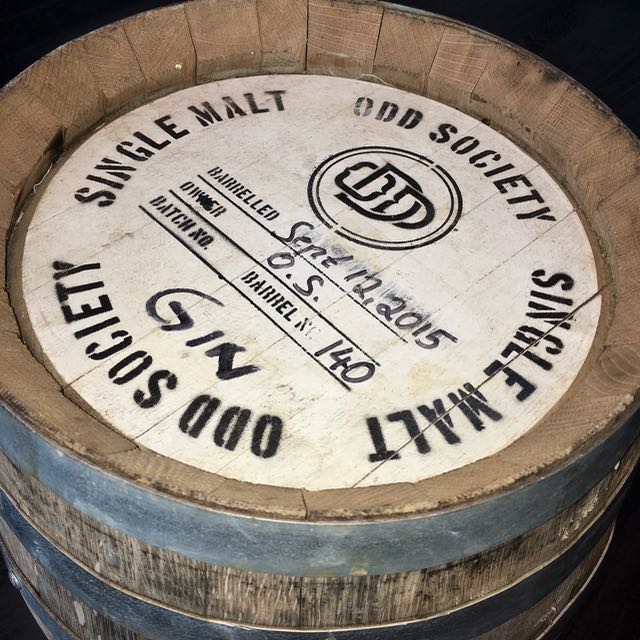 SINGLE MALT
ODD SOCIETY
SINGLE MALT
ODD SOCIETY
ODD
BARRELLED Sept 12, 2015
OWNER O.S.
BATCH NO. BARREL NO. 140
GIN